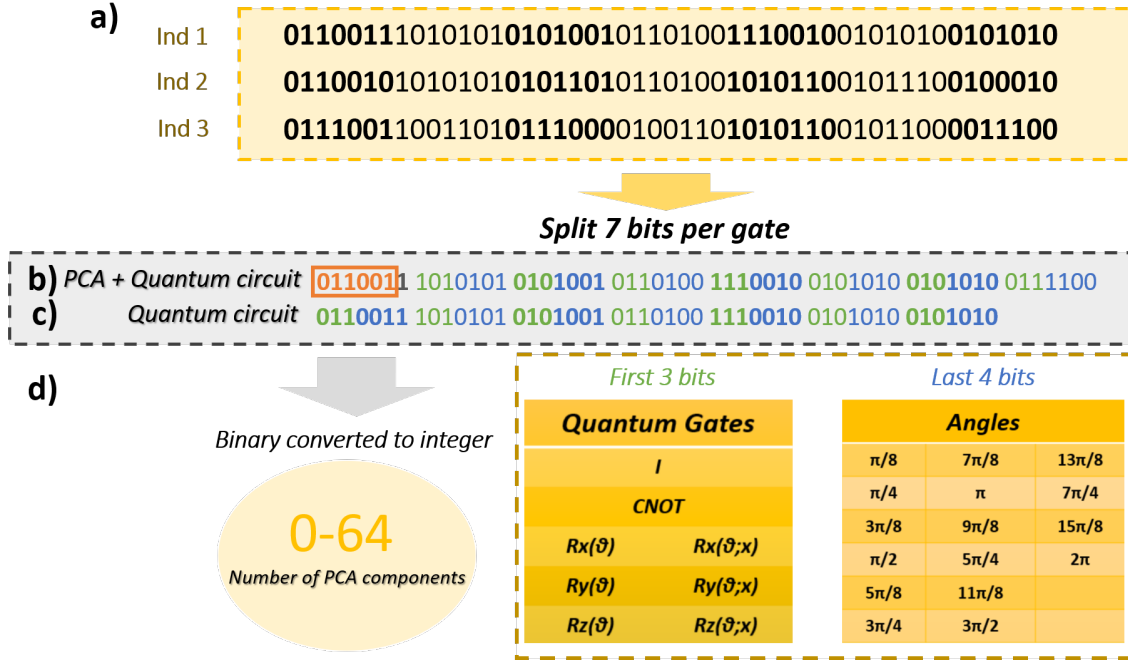 a)
Ind 1 0110011101010101010010110100111001001010100101010
Ind 2 0110010101010101011010110100101011001011100100010
Ind 3 0111001100110101110000100110101011001011000011100
Split 7 bits per gate
b) PCA + Quantum circuit 0110011 1010101 0101001 0110100 1110010 0101010 0101010 0111100
c) Quantum circuit 0110011 1010101 0101001 0110100 1110010 0101010 0101010
d)
Binary converted to integer
0-64
Number of PCA components
First 3 bits
Quantum Gates
I
CNOT
Rx(ϑ) Rx(ϑ;x)
Ry(ϑ) Ry(ϑ;x)
Rz(ϑ) Rz(ϑ;x)
Last 4 bits
Angles
π/8 7π/8 13π/8
π/4 π 7π/4
3π/8 9π/8 15π/8
π/2 5π/4 2π
5π/8 11π/8
3π/4 3π/2